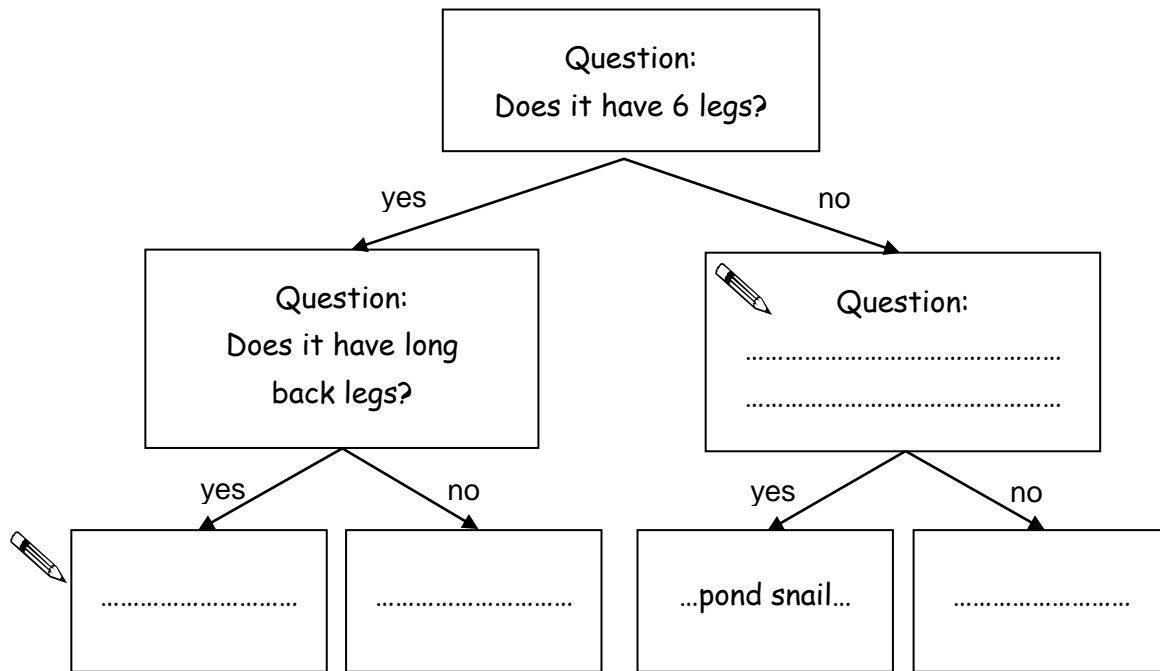 Question:
Does it have 6 legs?
yes
no
Question:
Does it have long
back legs?
Question:
................................................
................................................
yes
no
yes
no
..............................
..............................
...pond snail...
...........................